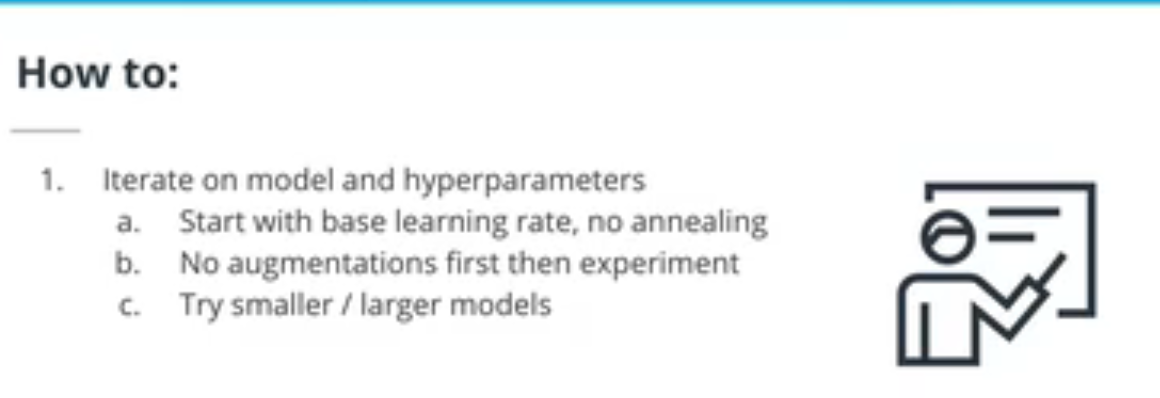 How to:
1. Iterate on model and hyperparameters
a. Start with base learning rate, no annealing
b. No augmentations first then experiment
c. Try smaller / larger models